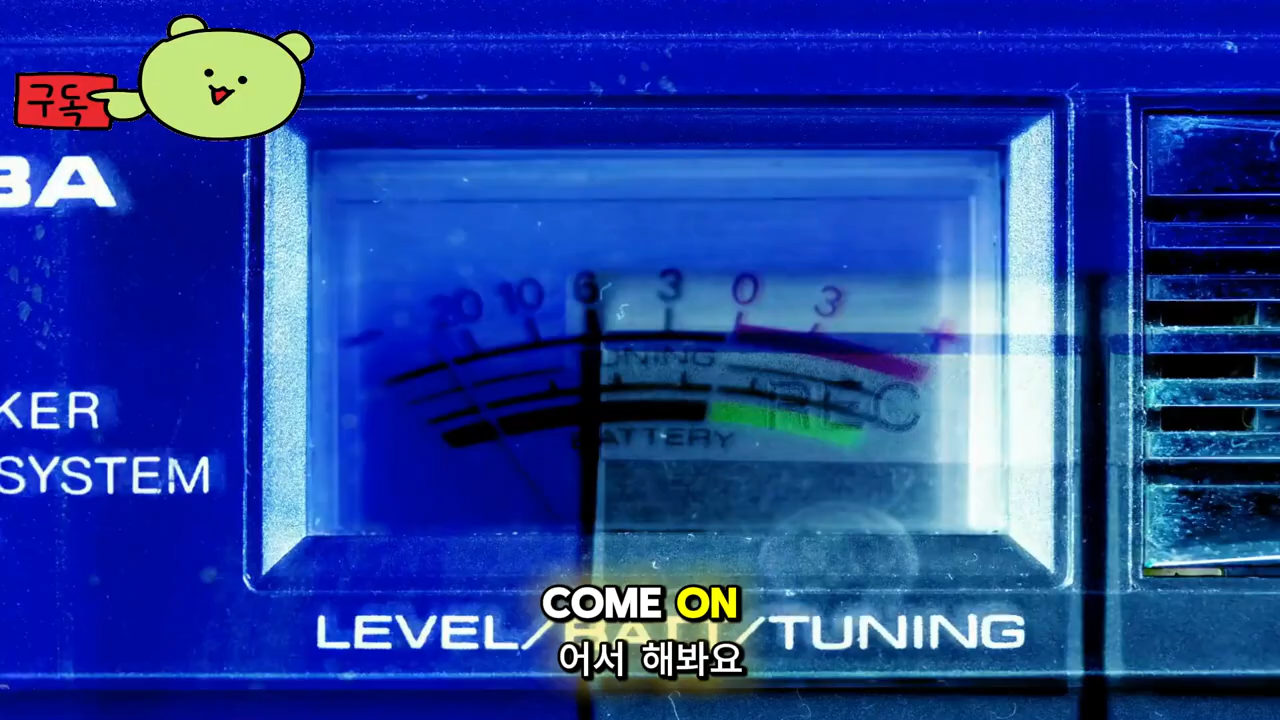 구독
BA
20 10 6 3 0 3 +
TUNING
REC
BATTERY
KER
SYSTEM
COME ON
LEVEL/BATT/TUNING
어서 해봐요